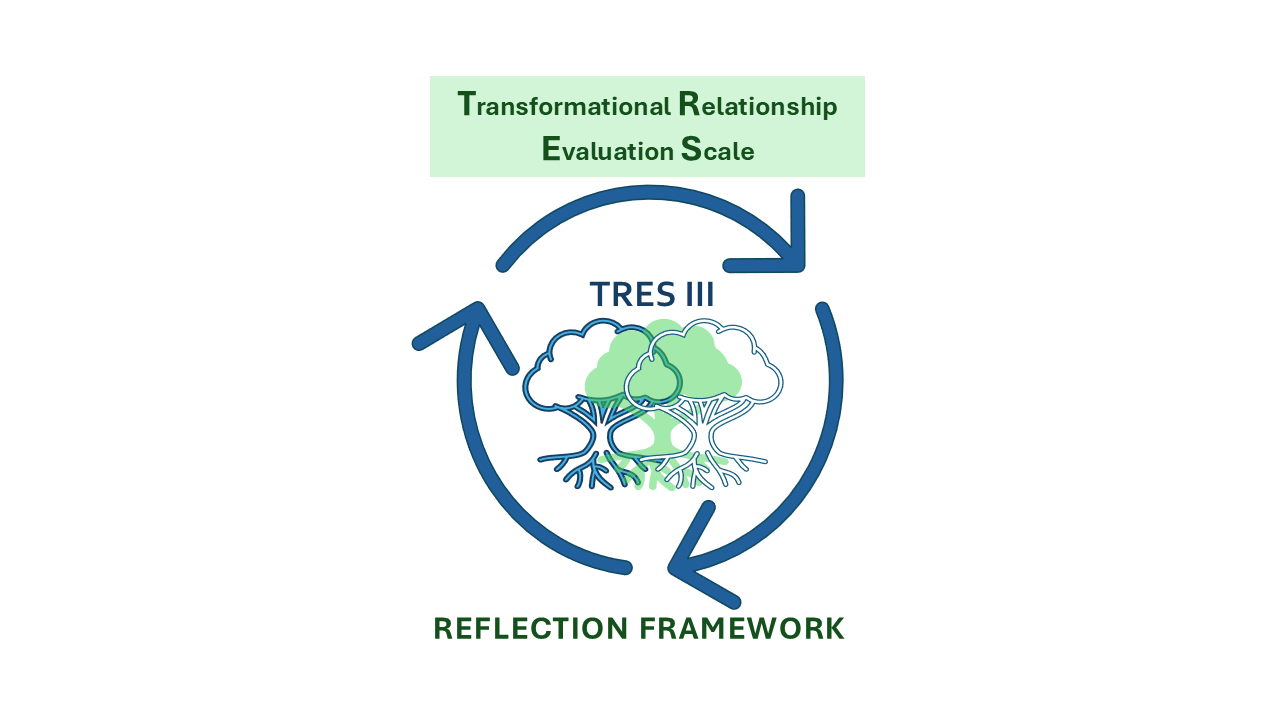 Transformational Relationship
Evaluation Scale
TRES III
REFLECTION FRAMEWORK